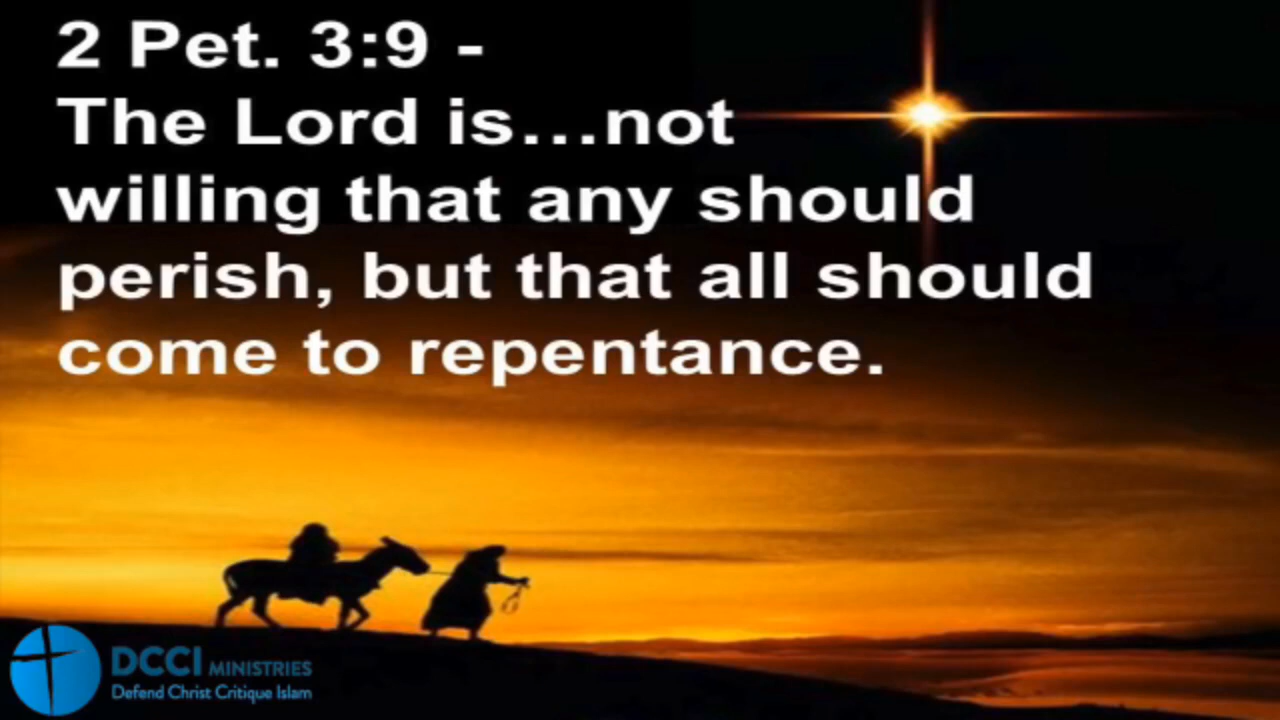 2 Pet. 3:9 -
The Lord is...not
willing that any should
perish, but that all should
come to repentance.
DCCI MINISTRIES
Defend Christ Critique Islam